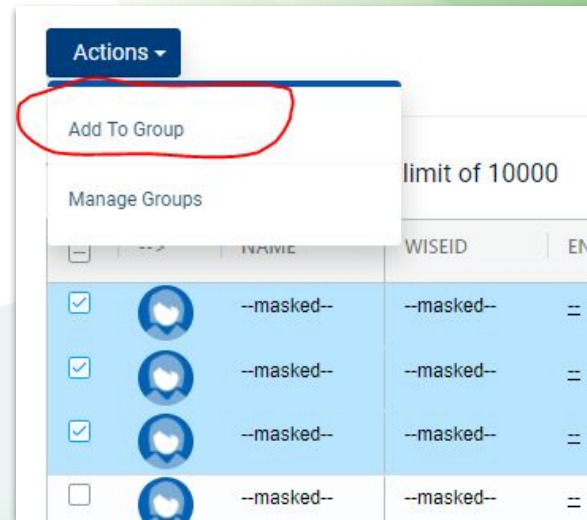 Actions
Add To Group
limit of 10000
Manage Groups
--> NAME WISEID EN
--masked-- --masked-- --
--masked-- --masked-- --
--masked-- --masked-- --
--masked-- --masked-- --